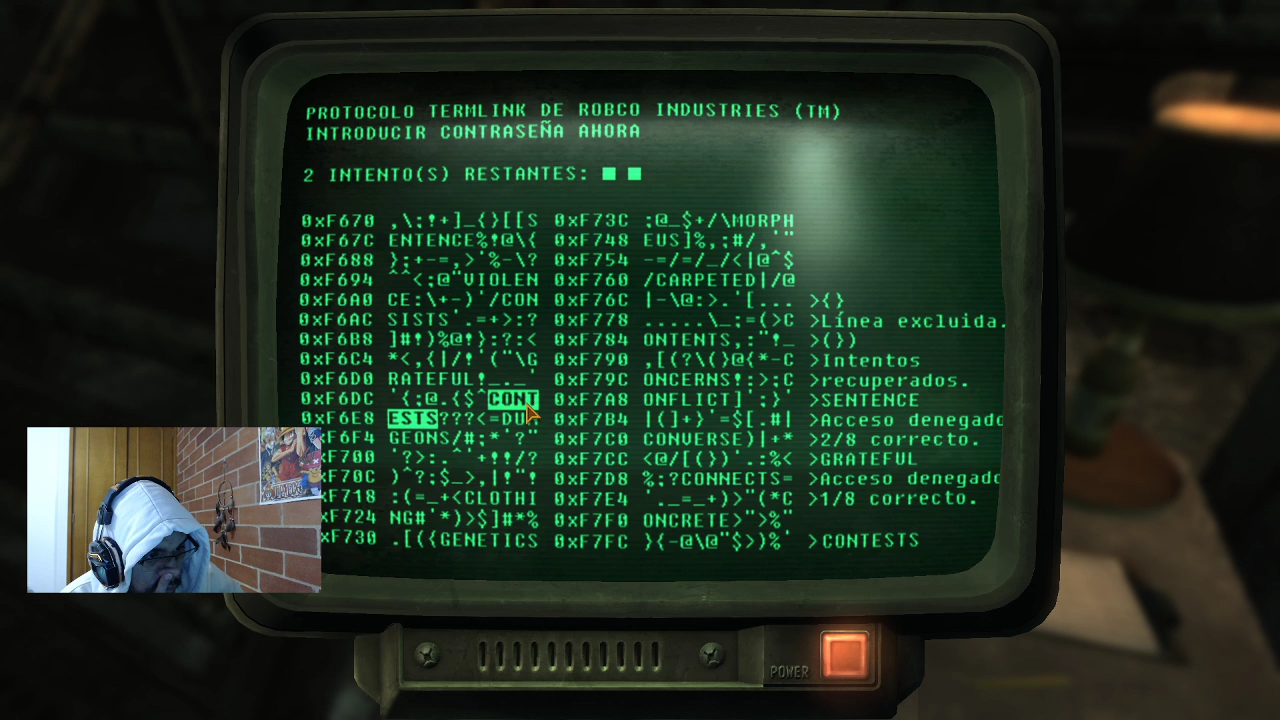 PROTOCOLO TERMLINK DE ROBCO INDUSTRIES (TM)
INTRODUCIR CONTRASEÑA AHORA
2 INTENTO(S) RESTANTES: ■ ■
0xF670 ,\;!+]_{}[[S
0xF67C ENTENCE%!@\{
0xF688 };+-=,>'%-\?
0xF694 ^^<;@"VIOLEN
0xF6A0 CE:\+-)'/CON
0xF6AC SISTS'.=+>:?
0xF6B8 ]#!)%@!}:?:<
0xF6C4 *<,{|/!'("\G
0xF6D0 RATEFUL!_._'
0xF6DC '{;@.{$^CONT
0xF6E8 ESTS???<=DUN
0xF6F4 GEONS/#;*'?"
0xF700 '?>:.^'+!!/?
0xF70C )^?:$_>,|!"!
0xF718 :(=_+<CLOTHI
0xF724 NG#'*)>$]#*%
0xF730 .[({GENETICS
0xF73C ;@_$+/\MORPH
0xF748 EUS]%,;#/,'"
0xF754 -=/=/_/<|@^$
0xF760 /CARPETED|/@
0xF76C |-\@:>.'[...
0xF778 .....\_;=(>C
0xF784 ONTENTS,:"!_
0xF790 ,[(?\()@{*-C
0xF79C ONCERNS!:>;C
0xF7A8 ONFLICT]';}'
0xF7B4 |(]+}'=$[.#|
0xF7C0 CONVERSE)|+*
0xF7CC <@/[(})'.:%<
0xF7D8 %;?CONNECTS=
0xF7E4 '._=_+)>"(*C
0xF7F0 ONCRETE>">%"
0xF7FC }{-@\@"$>)%'
>{}
>Línea excluida.
>(})
>Intentos
>recuperados.
>SENTENCE
>Acceso denegado
>2/8 correcto.
>GRATEFUL
>Acceso denegado
>1/8 correcto.
>CONTESTS
POWER